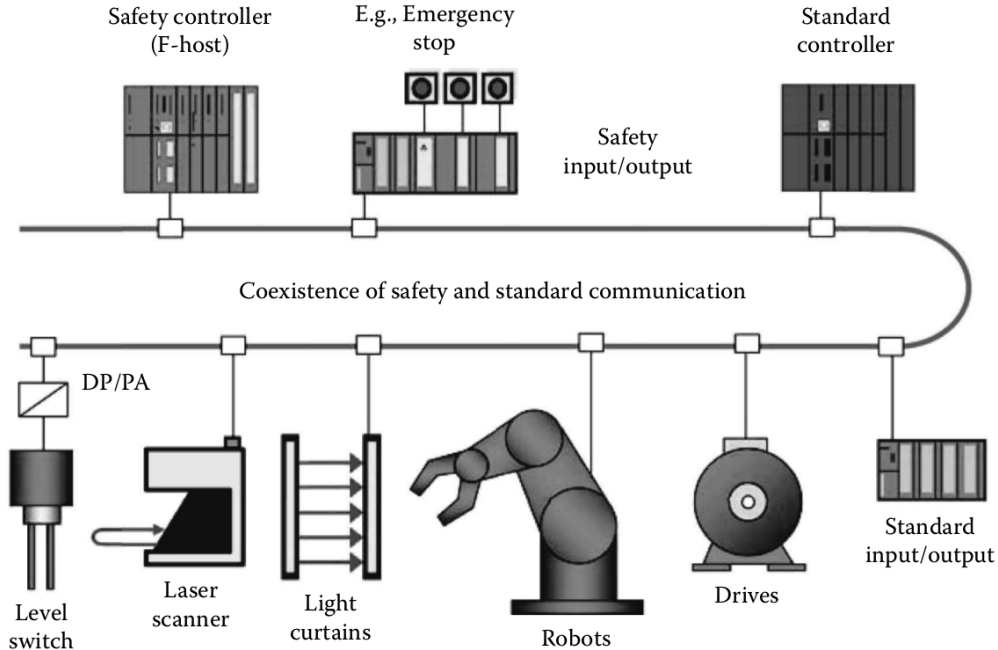 Safety controller
(F-host)
E.g., Emergency
stop
Standard
controller
Safety
input/output
Coexistence of safety and standard communication
DP/PA
Level
switch
Laser
scanner
Light
curtains
Robots
Drives
Standard
input/output